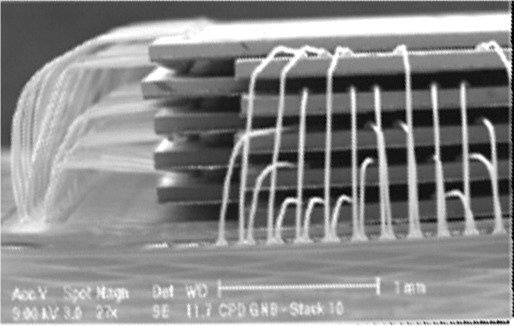 Acc.V Spot Magn Det WD 1 mm
9.00 kV 3.0 27x SE 11.7 CPD GNB-Stack 10